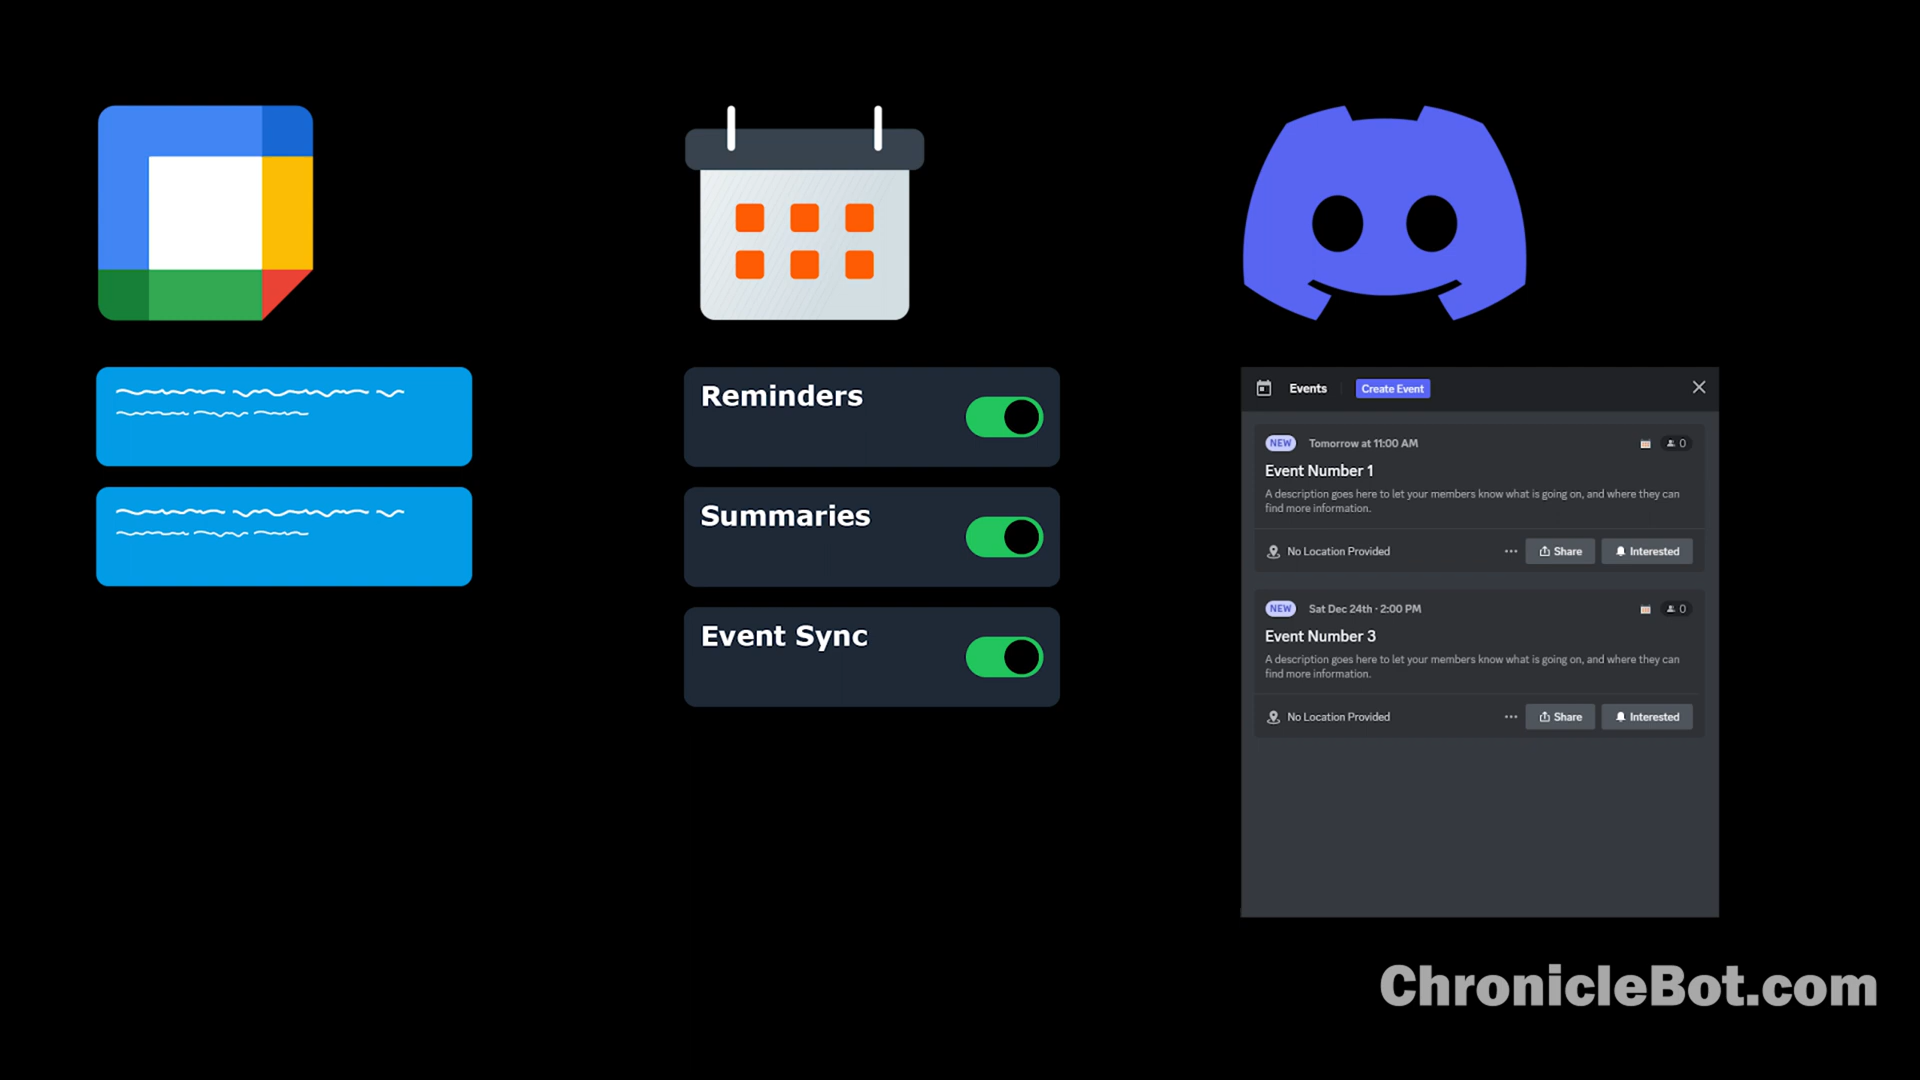 Reminders
Summaries
Event Sync
Events
Create Event
NEW
Tomorrow at 11:00 AM
0
Event Number 1
A description goes here to let your members know what is going on, and where they can
find more information.
No Location Provided
Share
Interested
NEW
Sat Dec 24th · 2:00 PM
0
Event Number 3
A description goes here to let your members know what is going on, and where they can
find more information.
No Location Provided
Share
Interested
ChronicleBot.com